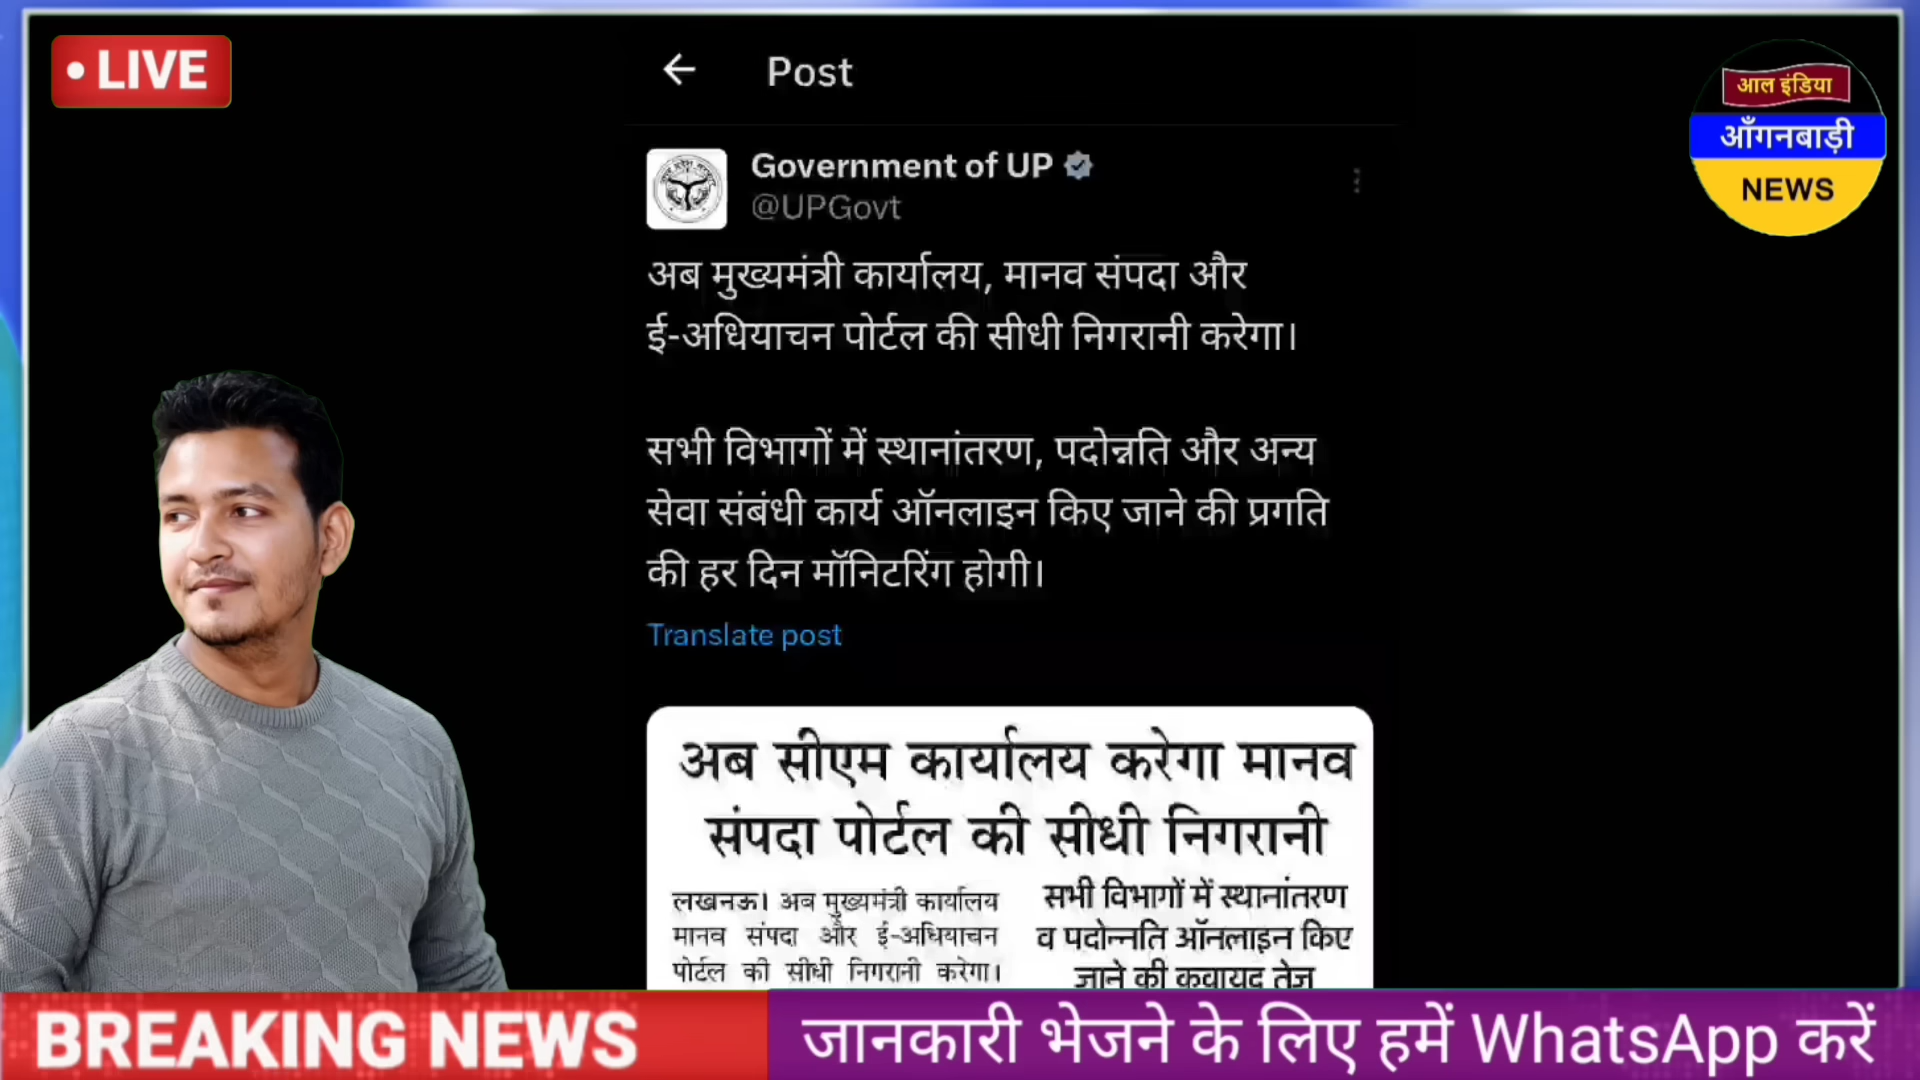 • LIVE
Post
आल इंडिया
आँगनबाड़ी
NEWS
Government of UP
@UPGovt
अब मुख्यमंत्री कार्यालय, मानव संपदा और
ई-अधियाचन पोर्टल की सीधी निगरानी करेगा।
सभी विभागों में स्थानांतरण, पदोन्नति और अन्य
सेवा संबंधी कार्य ऑनलाइन किए जाने की प्रगति
की हर दिन मॉनिटरिंग होगी।
Translate post
अब सीएम कार्यालय करेगा मानव
संपदा पोर्टल की सीधी निगरानी
लखनऊ। अब मुख्यमंत्री कार्यालय
मानव संपदा और ई-अधियाचन
पोर्टल की सीधी निगरानी करेगा।
सभी विभागों में स्थानांतरण
व पदोन्नति ऑनलाइन किए
जाने की कवायद तेज
BREAKING NEWS
जानकारी भेजने के लिए हमें WhatsApp करें